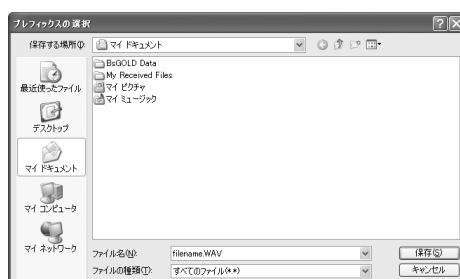 プレフィックスの選択
保存する場所(I):
マイ ドキュメント
BsGOLD Data
My Received Files
マイ ピクチャ
マイ ミュージック
最近使ったファイル
デスクトップ
マイ ドキュメント
マイ コンピュータ
マイ ネットワーク
ファイル名(N):
filename.WAV
保存(S)
ファイルの種類(T):
すべてのファイル(*.*)
キャンセル